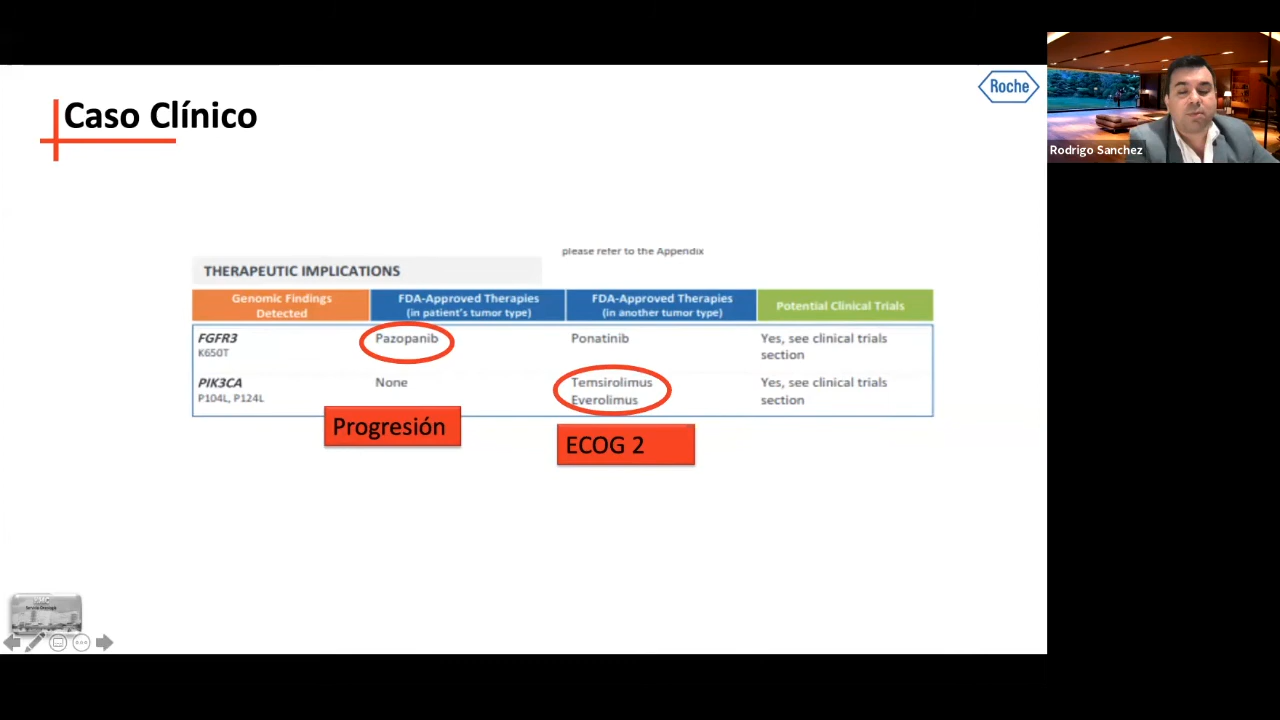 Roche
Caso Clínico
Rodrigo Sanchez
please refer to the Appendix
THERAPEUTIC IMPLICATIONS
Genomic Findings Detected
FDA-Approved Therapies
(in patient's tumor type)
FDA-Approved Therapies
(in another tumor type)
Potential Clinical Trials
FGFR3
K650T
Pazopanib
Ponatinib
Yes, see clinical trials
section
PIK3CA
P104L, P124L
None
Temsirolimus
Everolimus
Yes, see clinical trials
section
Progresión
ECOG 2